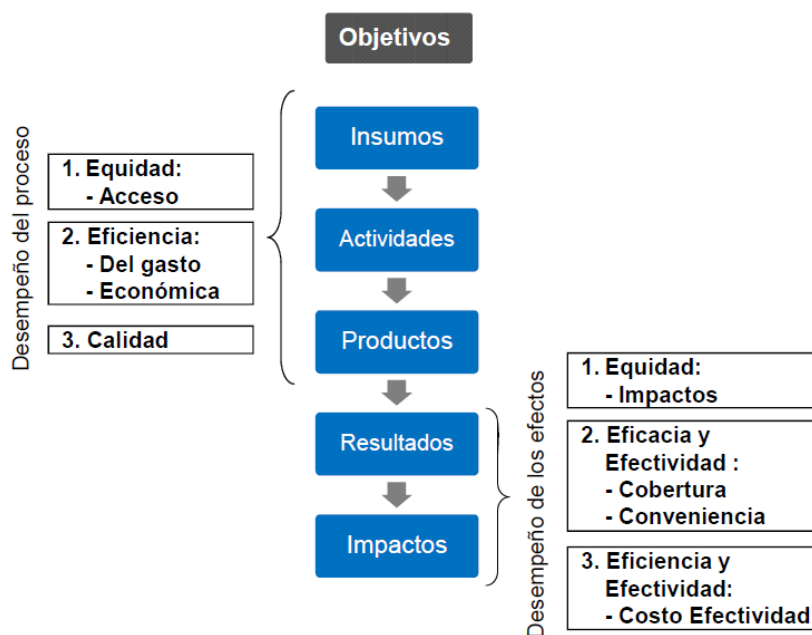 Objetivos
Insumos
Actividades
Productos
Resultados
Impactos
Desempeño del proceso
1. Equidad:
- Acceso
2. Eficiencia:
- Del gasto
- Económica
3. Calidad
Desempeño de los efectos
1. Equidad:
- Impactos
2. Eficacia y
Efectividad :
- Cobertura
- Conveniencia
3. Eficiencia y
Efectividad:
- Costo Efectividad